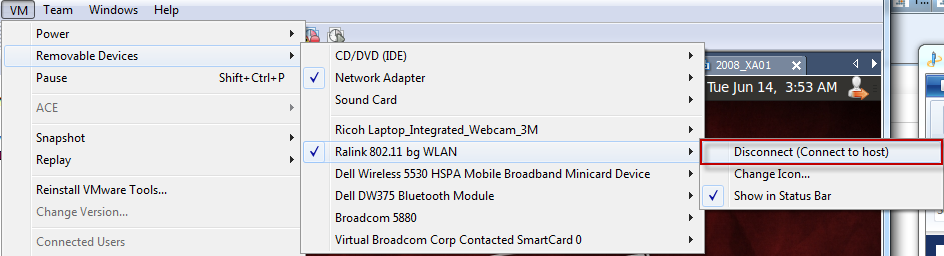 VM Team Windows Help
Power
Removable Devices
Pause Shift+Ctrl+P
ACE
Snapshot
Replay
Reinstall VMware Tools...
Change Version...
Connected Users
CD/DVD (IDE)
Network Adapter
Sound Card
Ricoh Laptop_Integrated_Webcam_3M
Ralink 802.11 bg WLAN
Dell Wireless 5530 HSPA Mobile Broadband Minicard Device
Dell DW375 Bluetooth Module
Broadcom 5880
Virtual Broadcom Corp Contacted SmartCard 0
2008_XA01
Tue Jun 14, 3:53 AM
Disconnect (Connect to host)
Change Icon...
Show in Status Bar